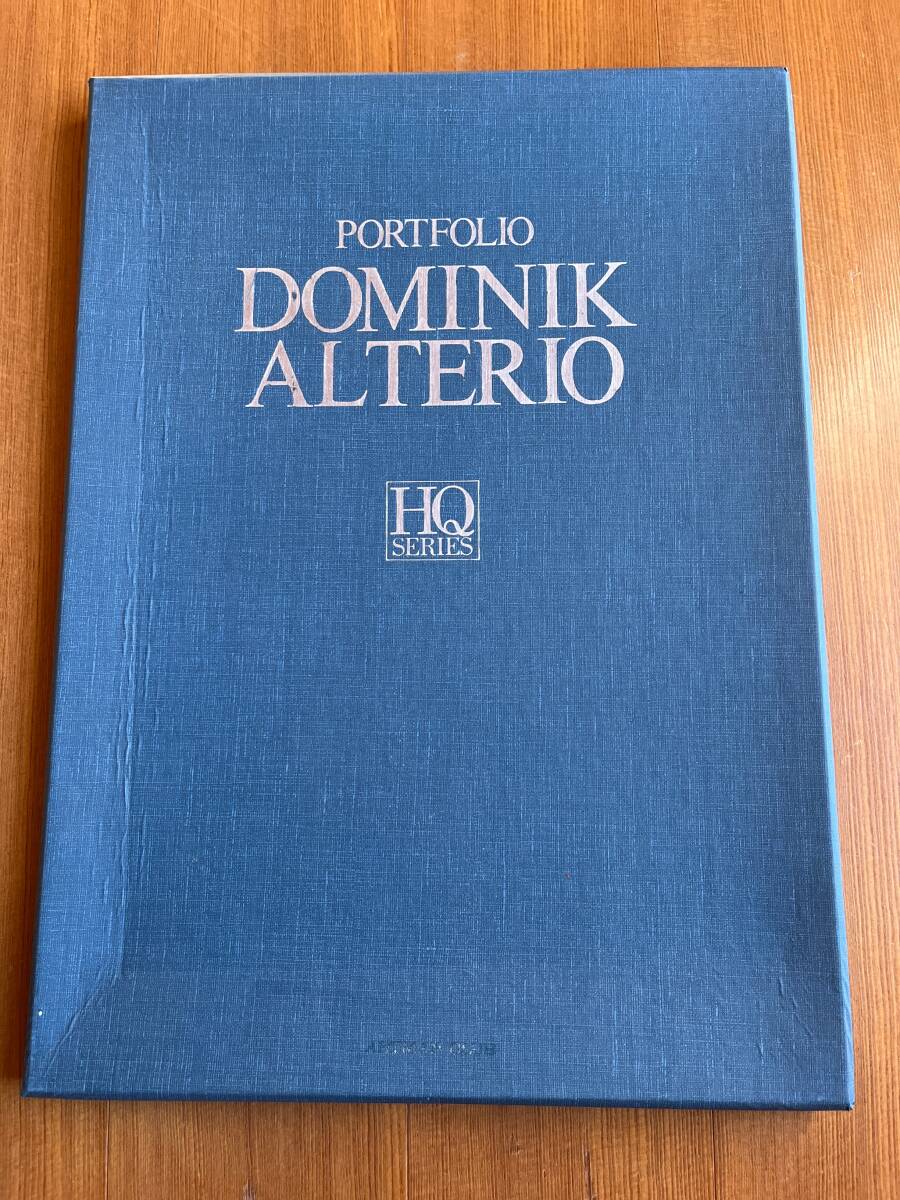 PORTFOLIO
DOMINIK
ALTERIO
HQ
SERIES